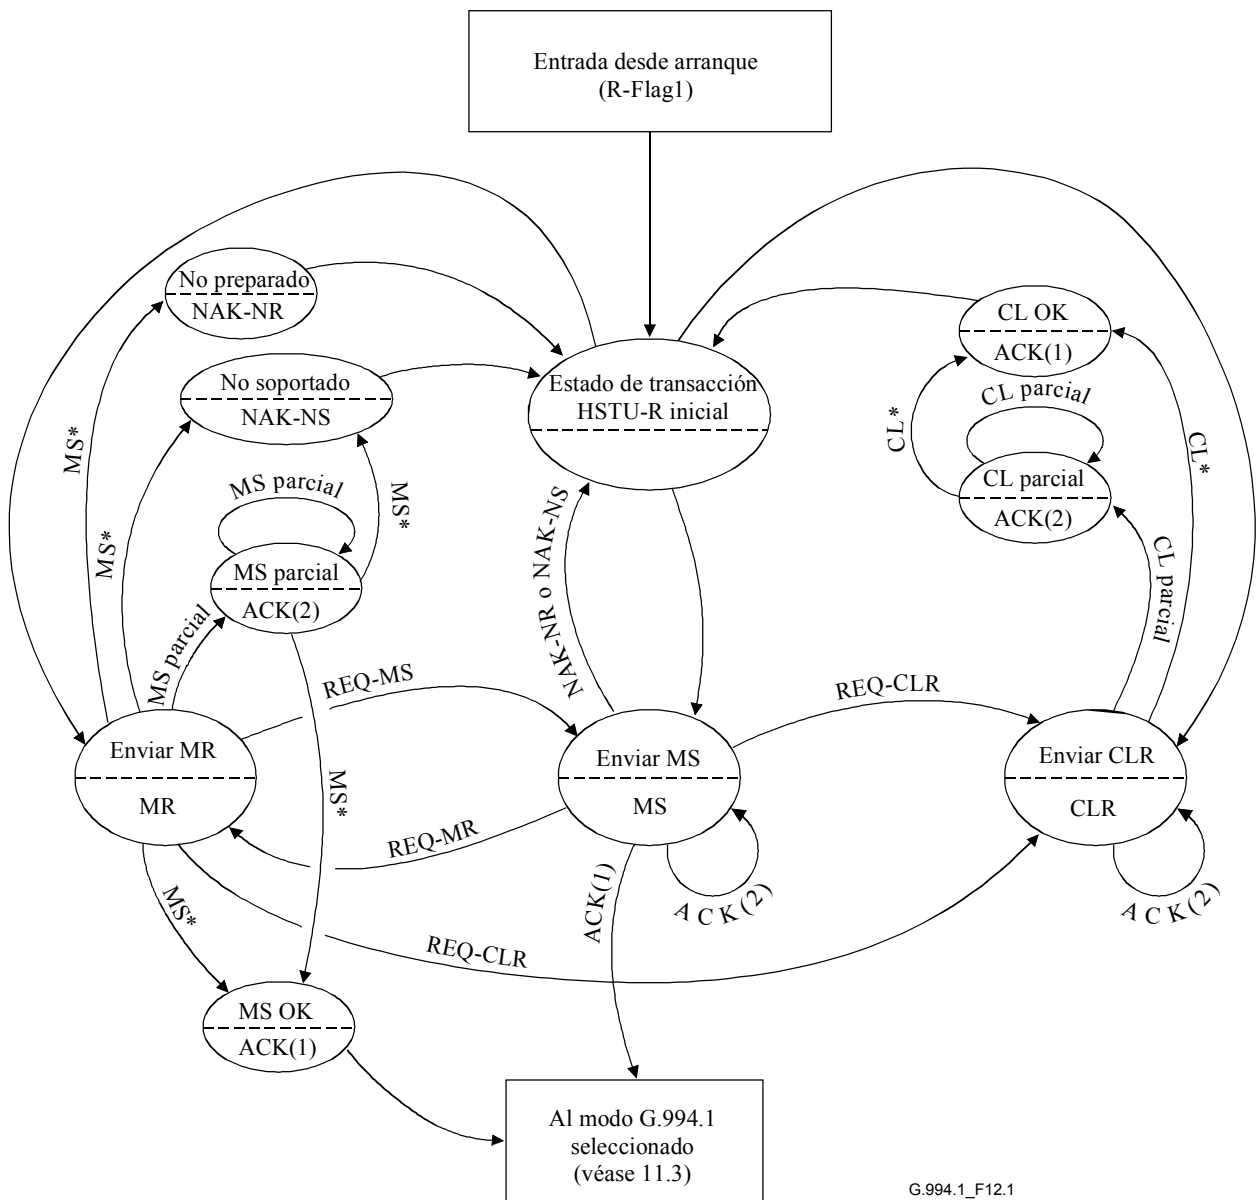 Entrada desde arranque
(R-Flag1)
No preparado
NAK-NR
No soportado
NAK-NS
Estado de transacción
HSTU-R inicial
CL OK
ACK(1)
CL parcial
CL*
CL parcial
ACK(2)
CL*
CL parcial
MS*
MS*
MS parcial
MS*
MS parcial
ACK(2)
MS parcial
NAK-NR o NAK-NS
REQ-MS
REQ-CLR
Enviar MR
MR
MS*
Enviar MS
MS
Enviar CLR
CLR
REQ-MR
ACK(1)
ACK(2)
ACK(2)
MS*
REQ-CLR
MS OK
ACK(1)
Al modo G.994.1
seleccionado
(véase 11.3)
G.994.1_F12.1